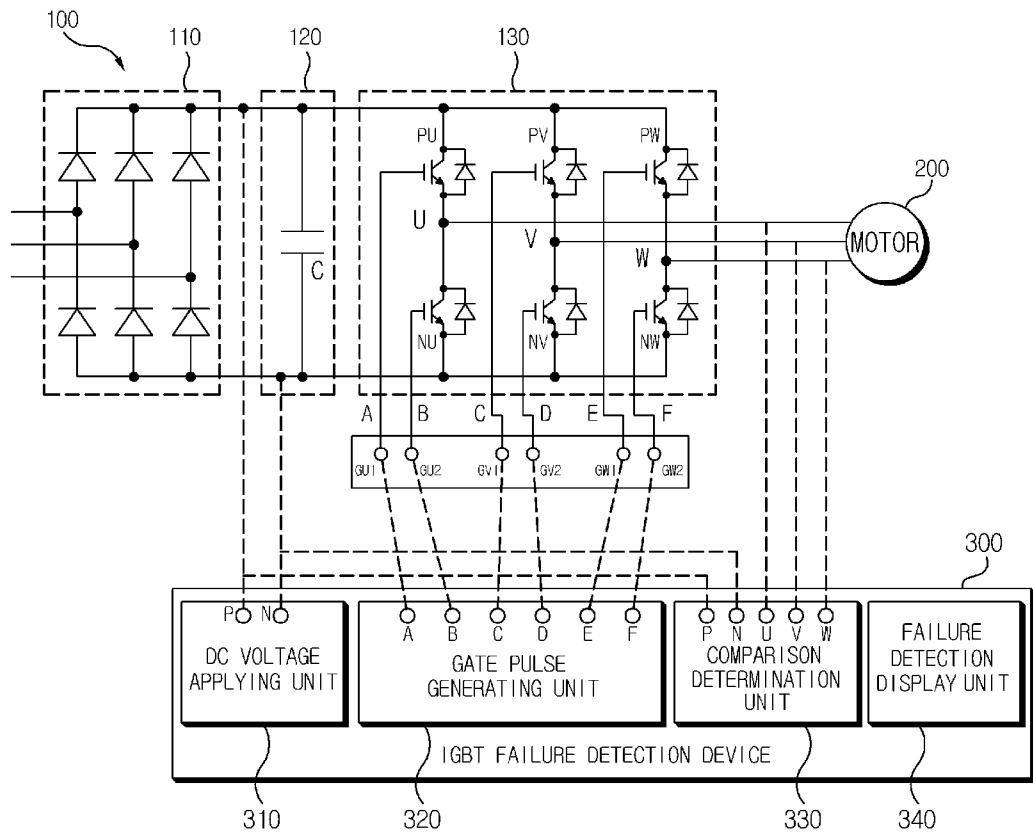 100
110
120
130
PU
PV
PW
200
MOTOR
U
V
W
C
NU
NV
NW
A
B
C
D
E
F
GU1
GU2
GV1
GV2
GW1
GW2
300
P
N
A
B
C
D
E
F
P
N
U
V
W
DC VOLTAGE
APPLYING UNIT
GATE PULSE
GENERATING UNIT
COMPARISON
DETERMINATION
UNIT
FAILURE
DETECTION
DISPLAY UNIT
IGBT FAILURE DETECTION DEVICE
310
320
330
340